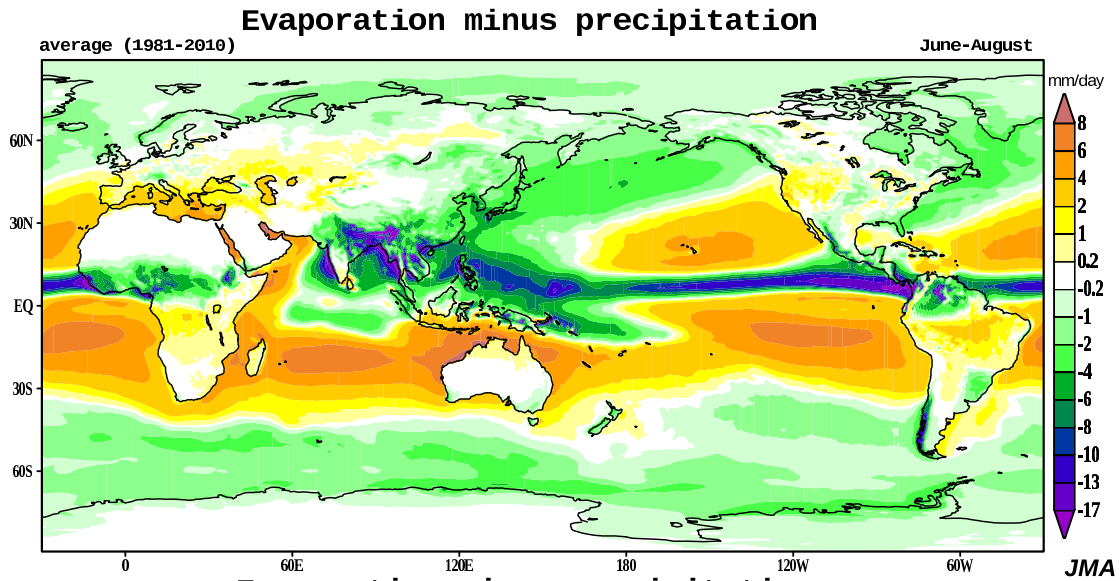 Evaporation minus precipitation
average (1981-2010) June-August
mm/day
8
6
4
2
1
0.2
-0.2
-1
-2
-4
-6
-8
-10
-13
-17
60N
30N
EQ
30S
60S
0 60E 120E 180 120W 60W
JMA